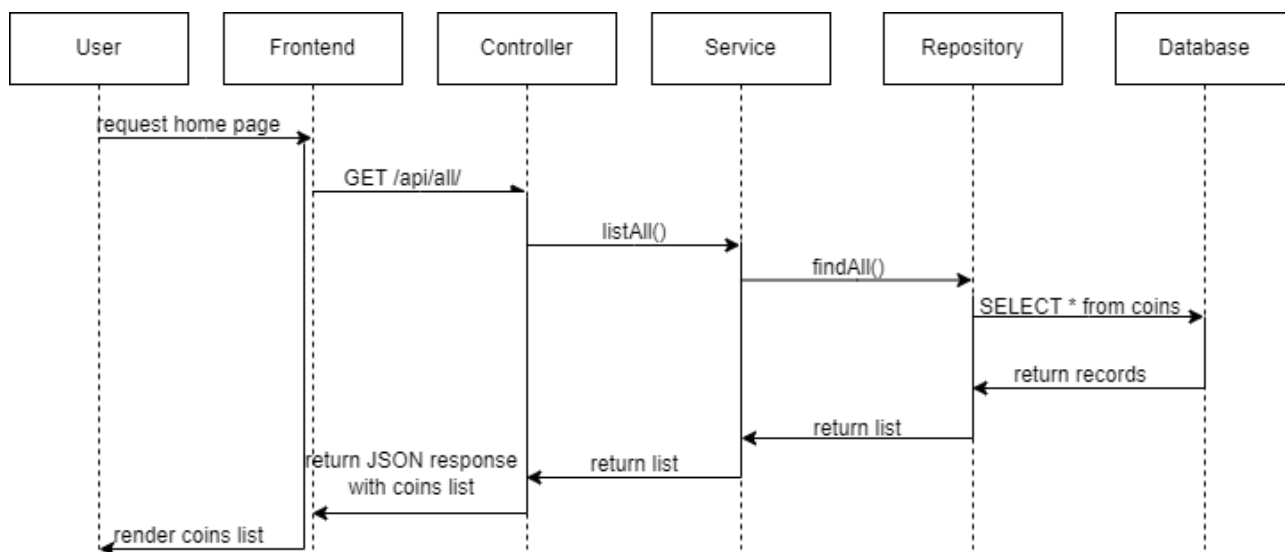 User
Frontend
Controller
Service
Repository
Database
request home page
GET /api/all/
listAll()
findAll()
SELECT * from coins
return records
return list
return list
return JSON response
with coins list
render coins list